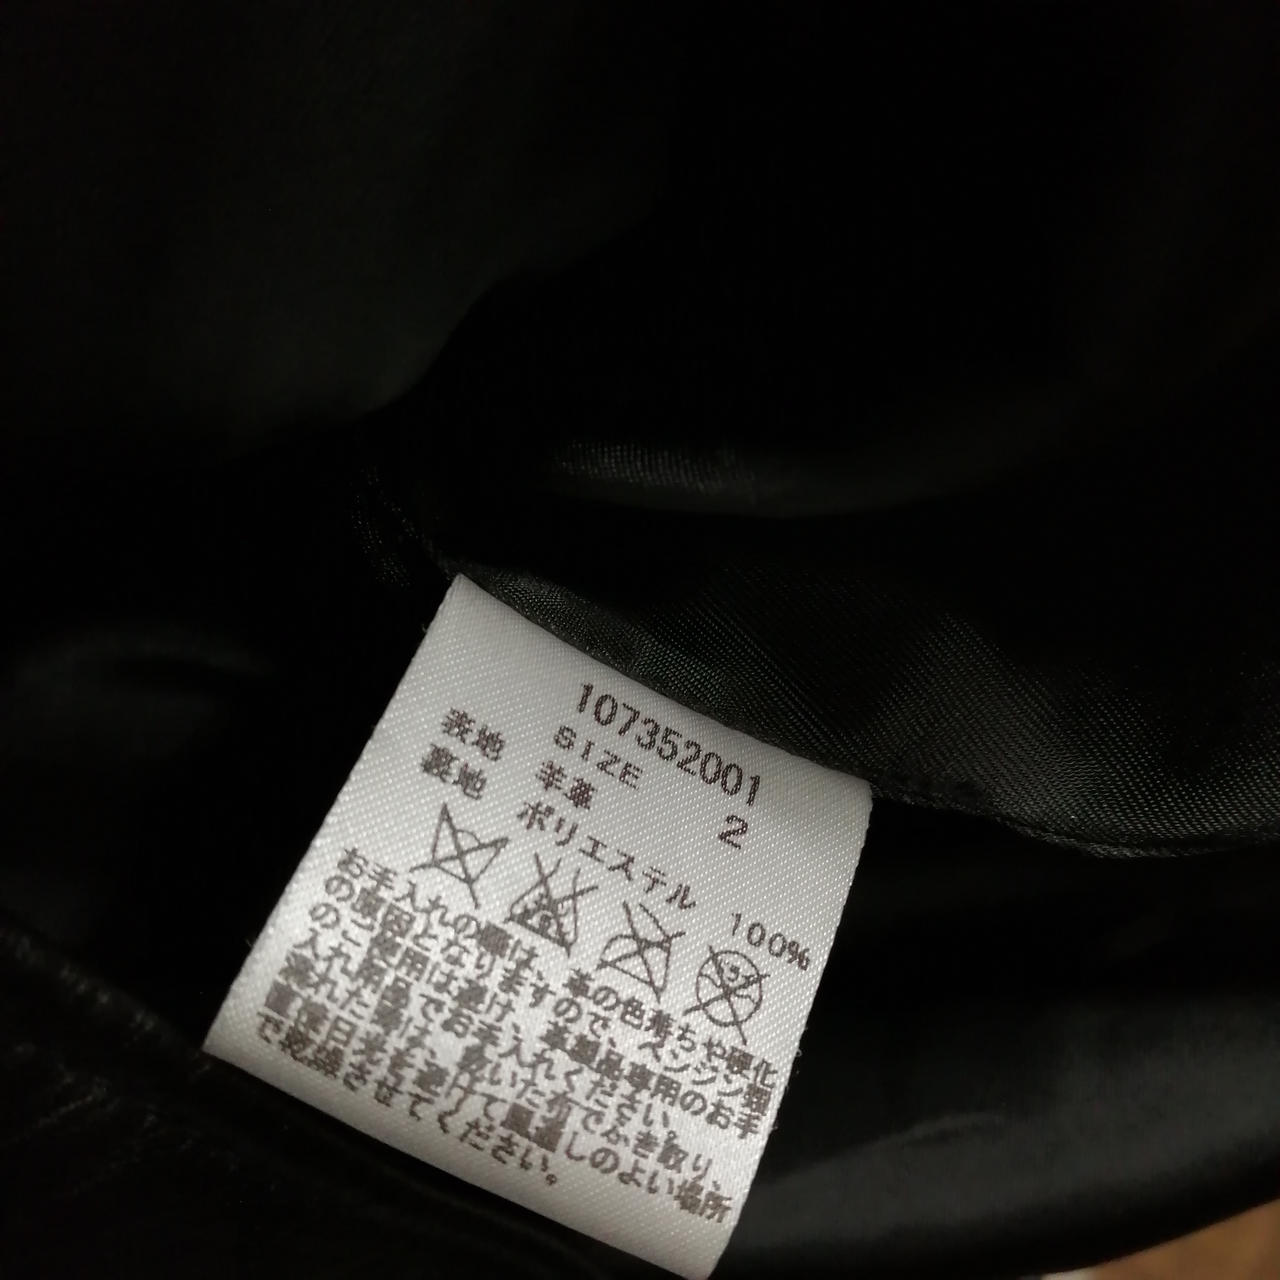 107352001
SIZE 2
表地 羊革
裏地 ポリエステル 100%
お手入れの際は、革の色落ちや硬化
の原因となりますので、ベンジン類
のご使用は避け、革製品専用のお手
入れ用品でお手入れください。
濡れた際は、あいた布でふき取り、
直射日光を避けて風通しのよい場所
で乾燥させてください。